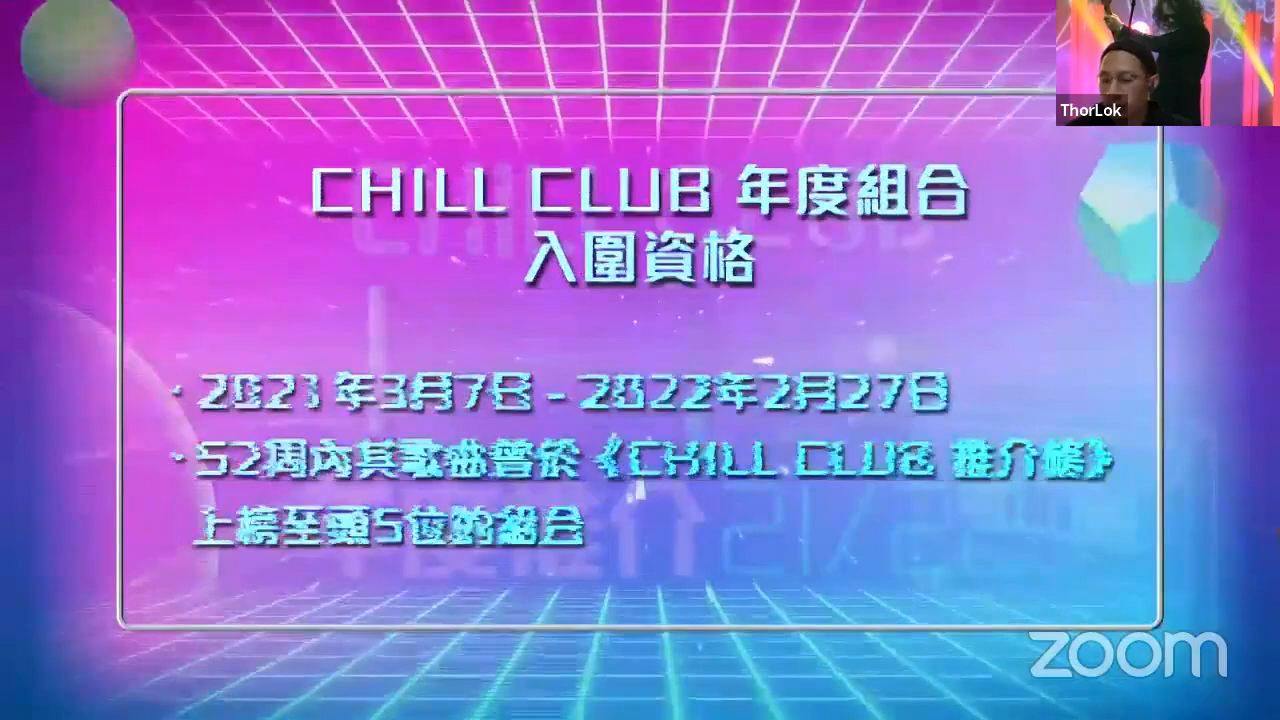 ThorLok
CHILL CLUB 年度組合
入圍資格
· 2021年3月7日 - 2022年2月27日
· 52周內其歌曲曾於《CHILL CLUB 推介榜》
上榜至頭5位的組合
zoom